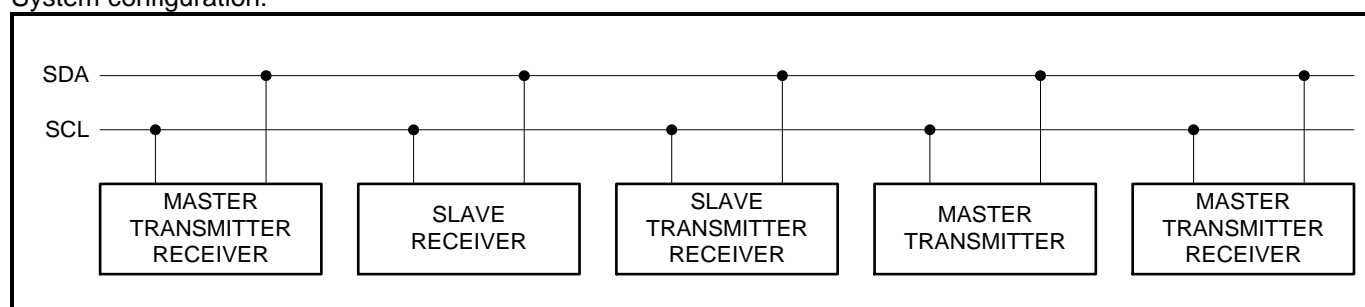 System configuration:
SDA
SCL
MASTER
TRANSMITTER
RECEIVER
SLAVE
RECEIVER
SLAVE
TRANSMITTER
RECEIVER
MASTER
TRANSMITTER
MASTER
TRANSMITTER
RECEIVER